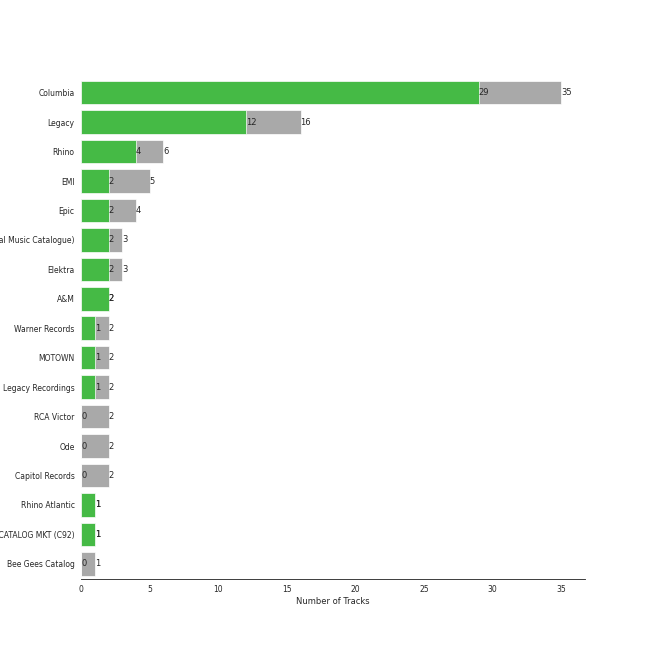 Columbia 29 35
Legacy 12 16
Rhino 4 6
EMI 2 5
Epic 2 4
al Music Catalogue) 2 3
Elektra 2 3
A&M 2
Warner Records 1 2
MOTOWN 1 2
Legacy Recordings 1 2
RCA Victor 0 2
Ode 0 2
Capitol Records 0 2
Rhino Atlantic 1
CATALOG MKT (C92) 1
Bee Gees Catalog 0 1
0 5 10 15 20 25 30 35
Number of Tracks